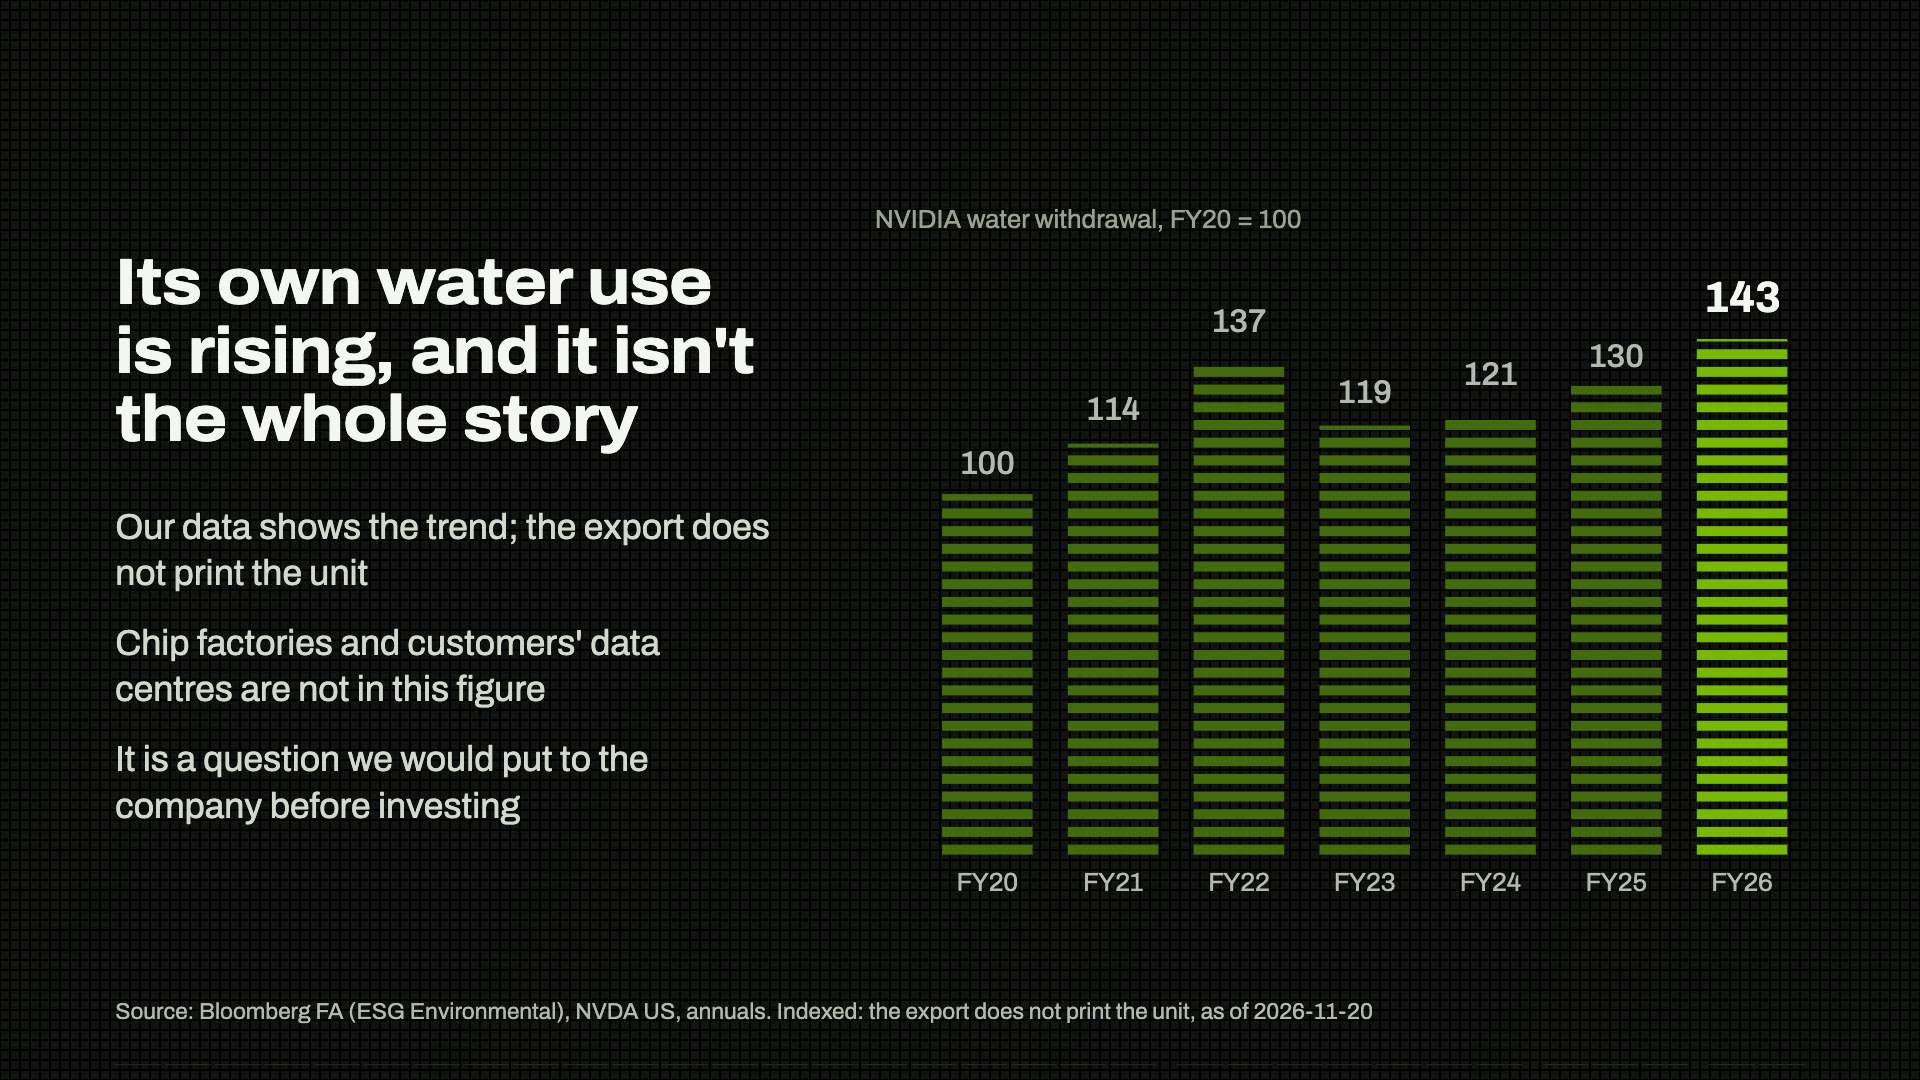 Its own water use
is rising, and it isn't
the whole story
Our data shows the trend; the export does
not print the unit
Chip factories and customers' data
centres are not in this figure
It is a question we would put to the
company before investing
NVIDIA water withdrawal, FY20 = 100
100
114
137
119
121
130
143
FY20
FY21
FY22
FY23
FY24
FY25
FY26
Source: Bloomberg FA (ESG Environmental), NVDA US, annuals. Indexed: the export does not print the unit, as of 2026-11-20